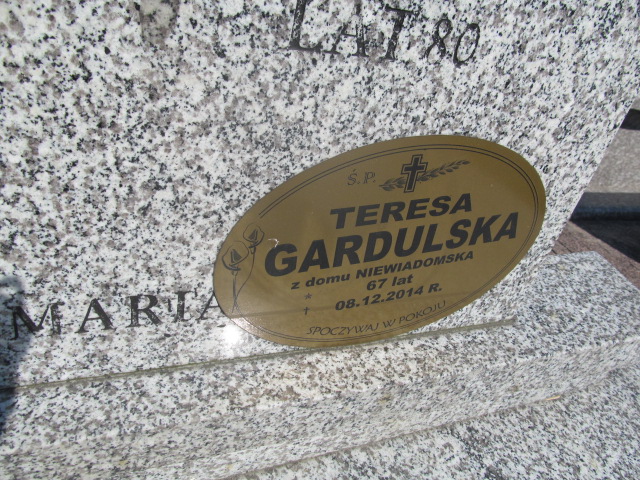 LAT 80
Ś.P.
TERESA
GARDULSKA
z domu NIEWIADOMSKA
67 lat
*
† 08.12.2014 R.
SPOCZYWAJ W POKOJU
MARIA